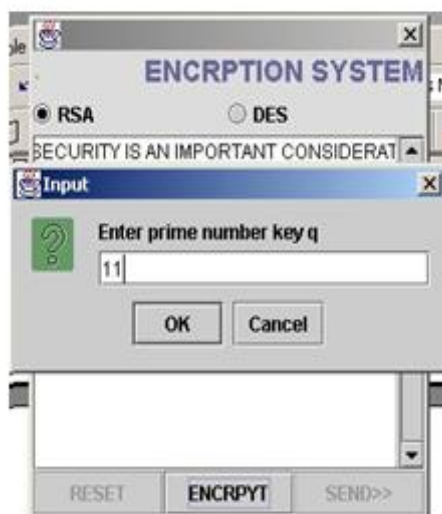 ENCRPTION SYSTEM
RSA DES
SECURITY IS AN IMPORTANT CONSIDERAT
Input
Enter prime number key q
11
OK Cancel
RESET ENCRPYT SEND>>